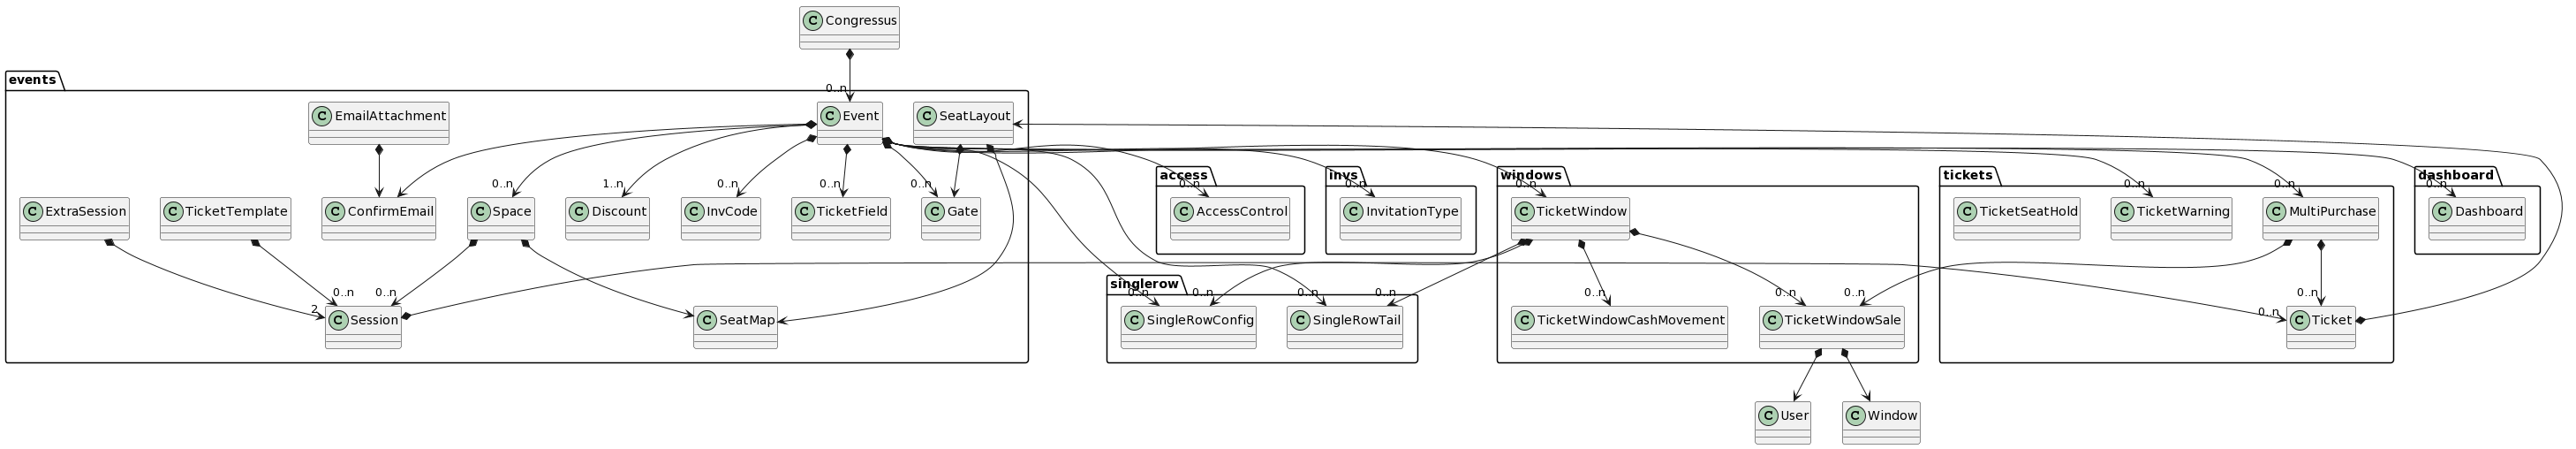 C Congressus
events
0..n
C EmailAttachment
C Event
C SeatLayout
access
invs
windows
tickets
dashboard
0..n
1..n
0..n
0..n
0..n
0..n
0..n
0..n
0..n
0..n
0..n
C ExtraSession
C TicketTemplate
C ConfirmEmail
C Space
C Discount
C InvCode
C TicketField
C Gate
C AccessControl
C InvitationType
C TicketWindow
C TicketSeatHold
C TicketWarning
C MultiPurchase
C Dashboard
singlerow
2
0..n
0..n
0..n
0..n
0..n
0..n
0..n
0..n
0..n
0..n
0..n
C Session
C SeatMap
C SingleRowConfig
C SingleRowTail
C TicketWindowCashMovement
C TicketWindowSale
C Ticket
C User
C Window